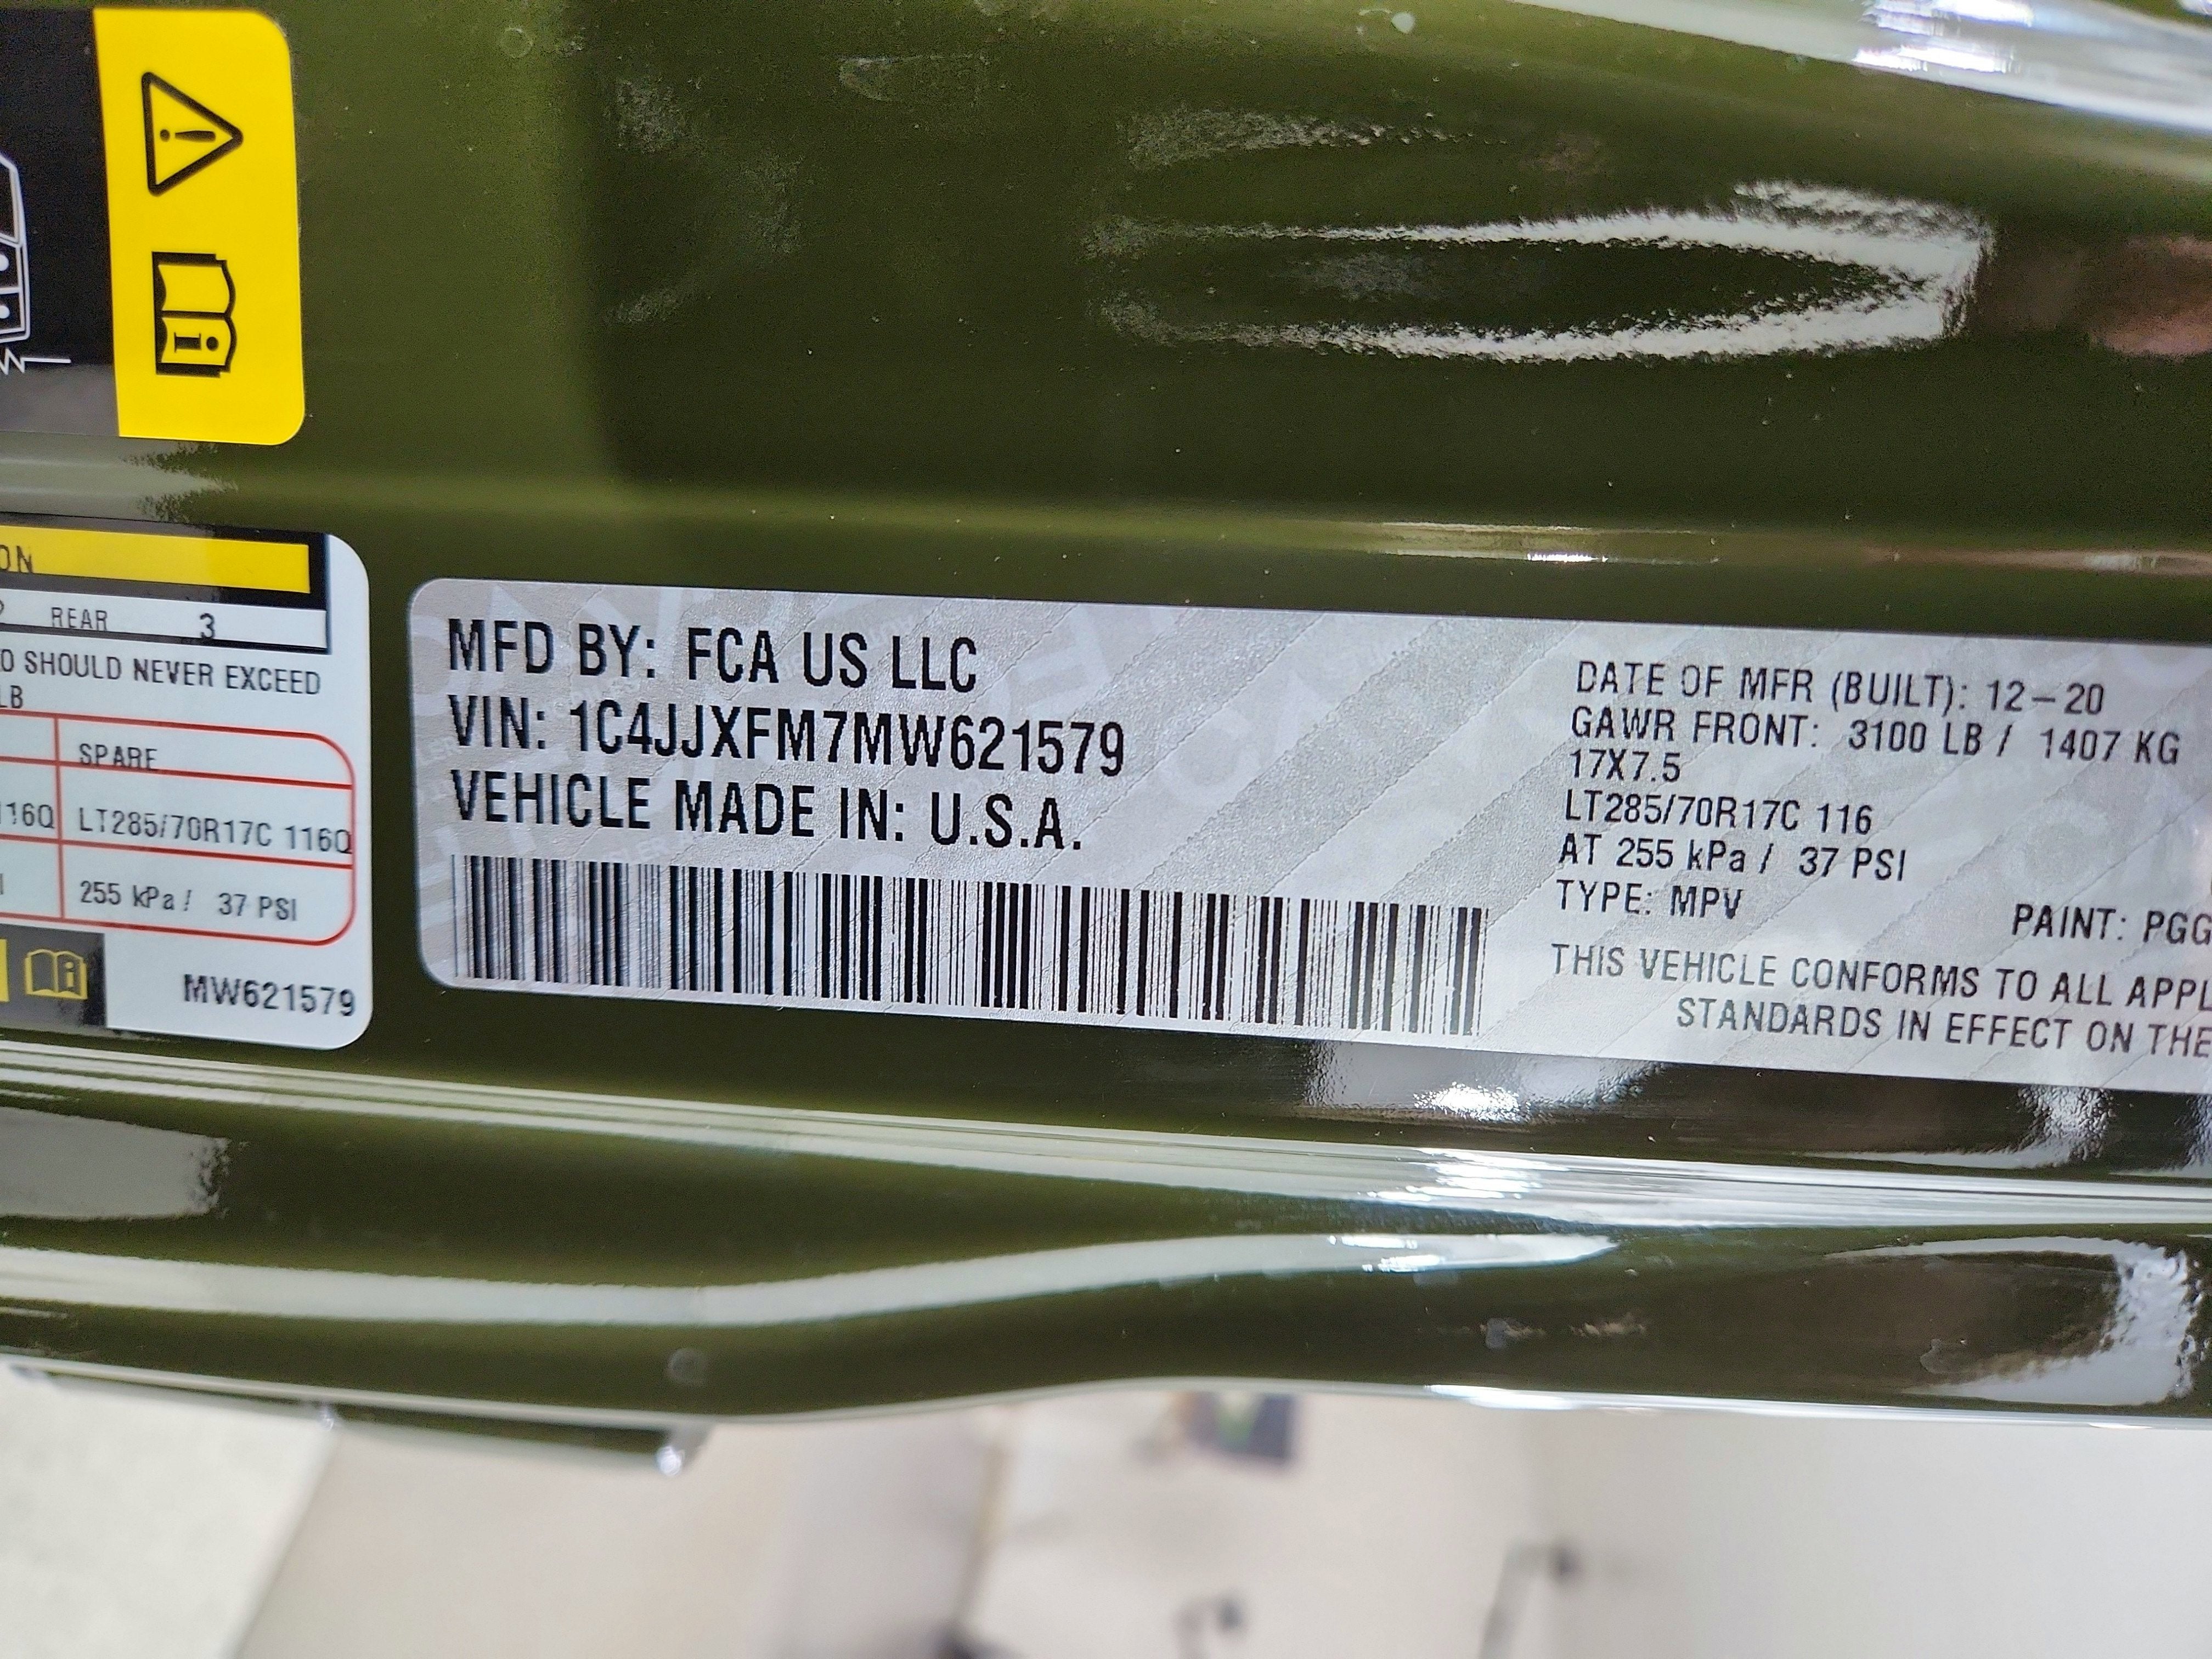 ON
REAR 3
O SHOULD NEVER EXCEED
LB
SPARE
116Q LT285/70R17C 116Q
255 kPa / 37 PSI
MW621579
MFD BY: FCA US LLC
VIN: 1C4JJXFM7MW621579
VEHICLE MADE IN: U.S.A.
DATE OF MFR (BUILT): 12-20
GAWR FRONT: 3100 LB / 1407 KG
17X7.5
LT285/70R17C 116
AT 255 kPa / 37 PSI
TYPE: MPV
PAINT: PGG
THIS VEHICLE CONFORMS TO ALL APPL
STANDARDS IN EFFECT ON THE